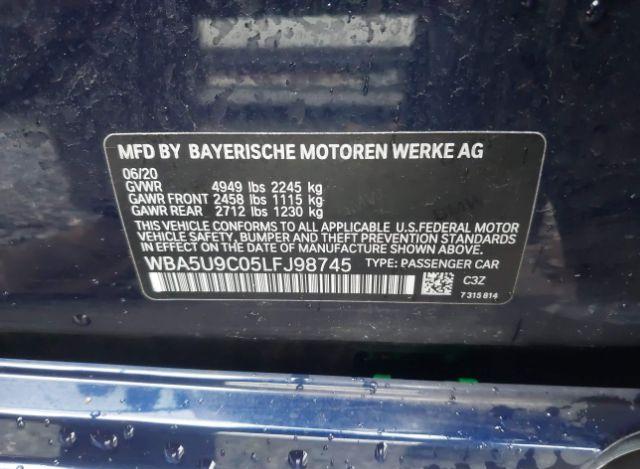 MFD BY BAYERISCHE MOTOREN WERKE AG
06/20
GVWR 4949 lbs 2245 kg
GAWR FRONT 2458 lbs 1115 kg
GAWR REAR 2712 lbs 1230 kg
THIS VEHICLE CONFORMS TO ALL APPLICABLE U.S.FEDERAL MOTOR
VEHICLE SAFETY, BUMPER AND THEFT PREVENTION STANDARDS
IN EFFECT ON THE DATE OF MANUFACTURE SHOWN ABOVE.
WBA5U9C05LFJ98745 TYPE: PASSENGER CAR
C3Z
7315814